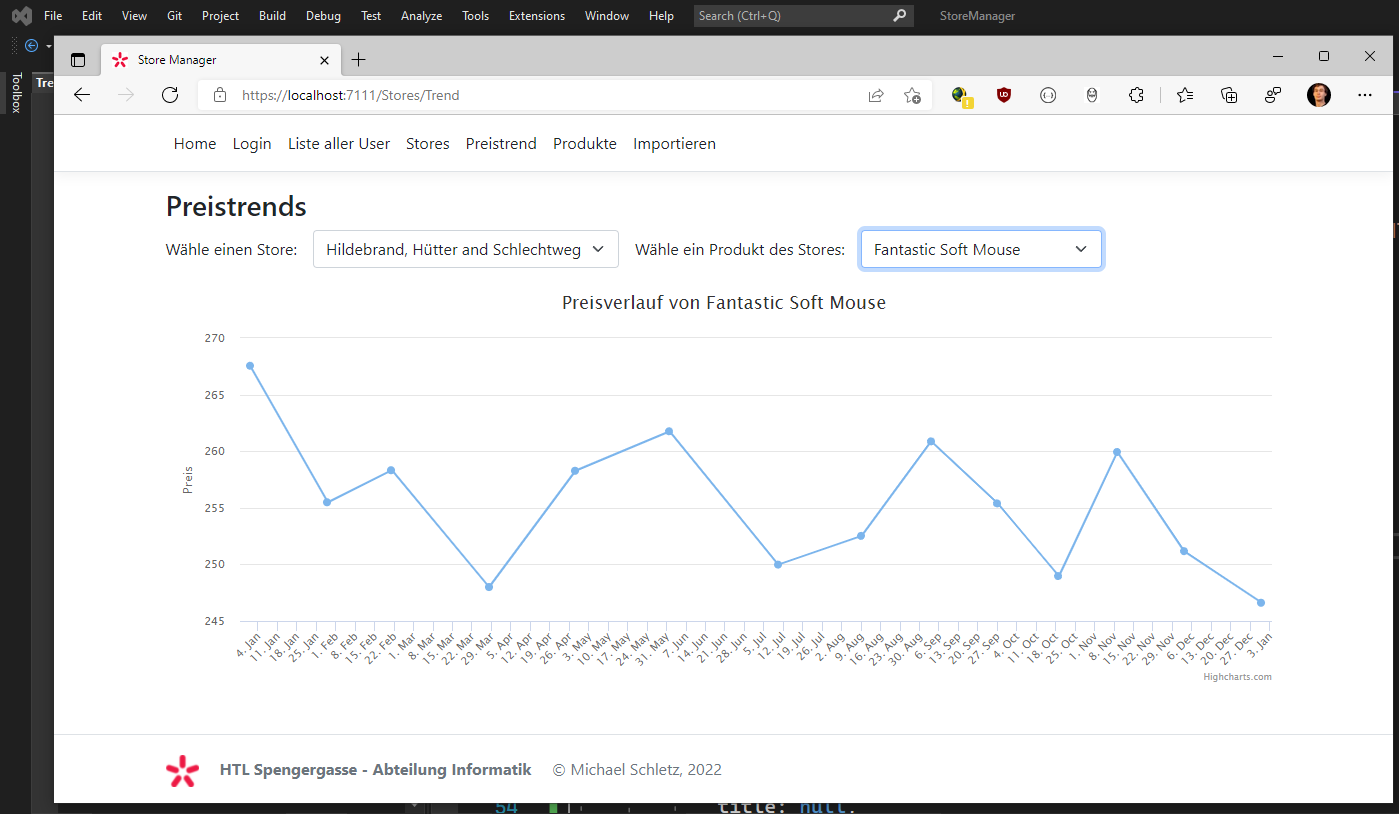 File Edit View Git Project Build Debug Test Analyze Tools Extensions Window Help Search (Ctrl+Q) StoreManager
Toolbox
Tre
Store Manager
https://localhost:7111/Stores/Trend
Home Login Liste aller User Stores Preistrend Produkte Importieren
Preistrends
Wähle einen Store: Hildebrand, Hütter and Schlechtweg Wähle ein Produkt des Stores: Fantastic Soft Mouse
Preisverlauf von Fantastic Soft Mouse
270
265
260
Preis
255
250
245
4. Jan 11. Jan 18. Jan 25. Jan 1. Feb 8. Feb 15. Feb 22. Feb 1. Mar 8. Mar 15. Mar 22. Mar 29. Mar 5. Apr 12. Apr 19. Apr 26. Apr 3. May 10. May 17. May 24. May 31. May 7. Jun 14. Jun 21. Jun 28. Jun 5. Jul 12. Jul 19. Jul 26. Jul 2. Aug 9. Aug 16. Aug 23. Aug 30. Aug 6. Sep 13. Sep 20. Sep 27. Sep 4. Oct 11. Oct 18. Oct 25. Oct 1. Nov 8. Nov 15. Nov 22. Nov 29. Nov 6. Dec 13. Dec 20. Dec 27. Dec 3. Jan
Highcharts.com
HTL Spengergasse - Abteilung Informatik © Michael Schletz, 2022
54 title: null,